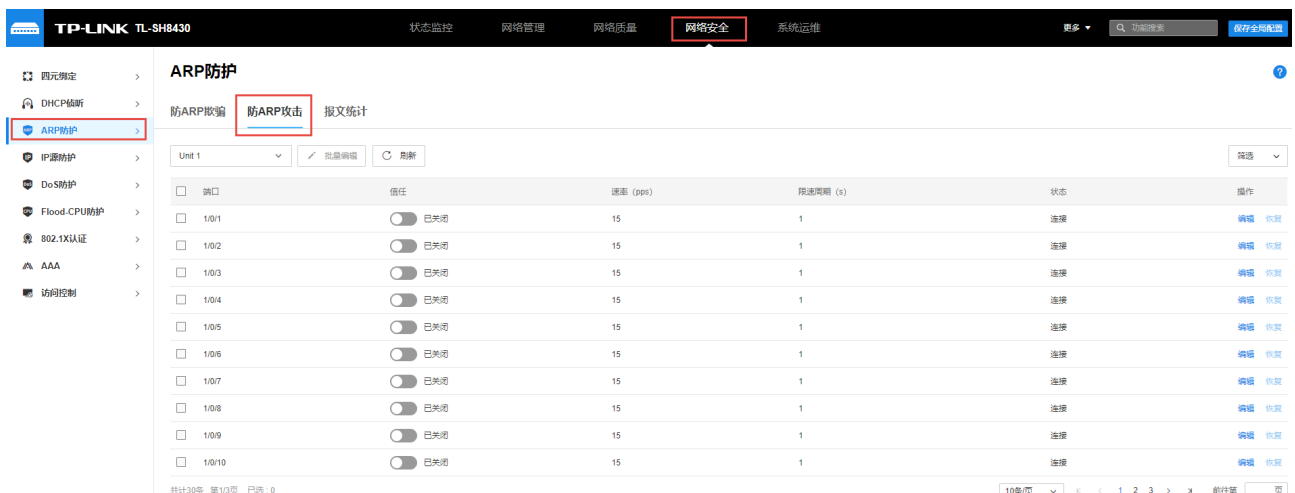 TP-LINK TL-SH8430 状态监控 网络管理 网络质量 网络安全 系统运维 更多 功能搜索 保存全局配置
四元绑定
DHCP侦听
ARP防护
IP源防护
DoS防护
Flood-CPU防护
802.1X认证
AAA
访问控制
ARP防护
防ARP欺骗 防ARP攻击 报文统计
Unit 1 批量编辑 刷新 筛选
端口 信任 速率 (pps) 限速周期 (s) 状态 操作
1/0/1 已关闭 15 1 连接 编辑 恢复
1/0/2 已关闭 15 1 连接 编辑 恢复
1/0/3 已关闭 15 1 连接 编辑 恢复
1/0/4 已关闭 15 1 连接 编辑 恢复
1/0/5 已关闭 15 1 连接 编辑 恢复
1/0/6 已关闭 15 1 连接 编辑 恢复
1/0/7 已关闭 15 1 连接 编辑 恢复
1/0/8 已关闭 15 1 连接 编辑 恢复
1/0/9 已关闭 15 1 连接 编辑 恢复
1/0/10 已关闭 15 1 连接 编辑 恢复
共计30条 第1/3页 已选: 0 10条/页 1 2 3 前往第 页